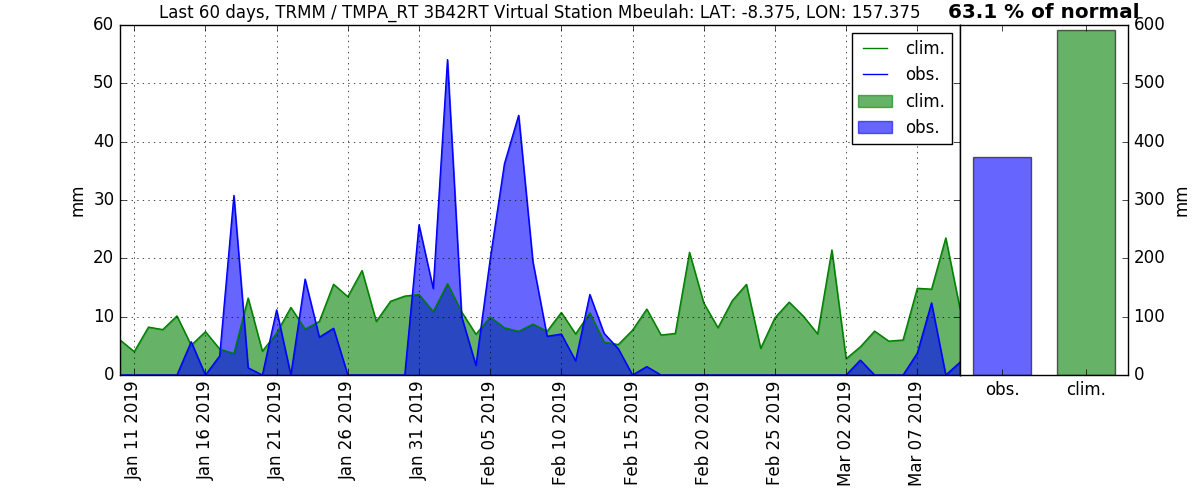 Last 60 days, TRMM / TMPA_RT 3B42RT Virtual Station Mbeulah: LAT: -8.375, LON: 157.375
63.1 % of normal
60
50
40
30
20
10
0
mm
clim.
obs.
clim.
obs.
600
500
400
300
200
100
0
mm
Jan 11 2019
Jan 16 2019
Jan 21 2019
Jan 26 2019
Jan 31 2019
Feb 05 2019
Feb 10 2019
Feb 15 2019
Feb 20 2019
Feb 25 2019
Mar 02 2019
Mar 07 2019
obs.
clim.